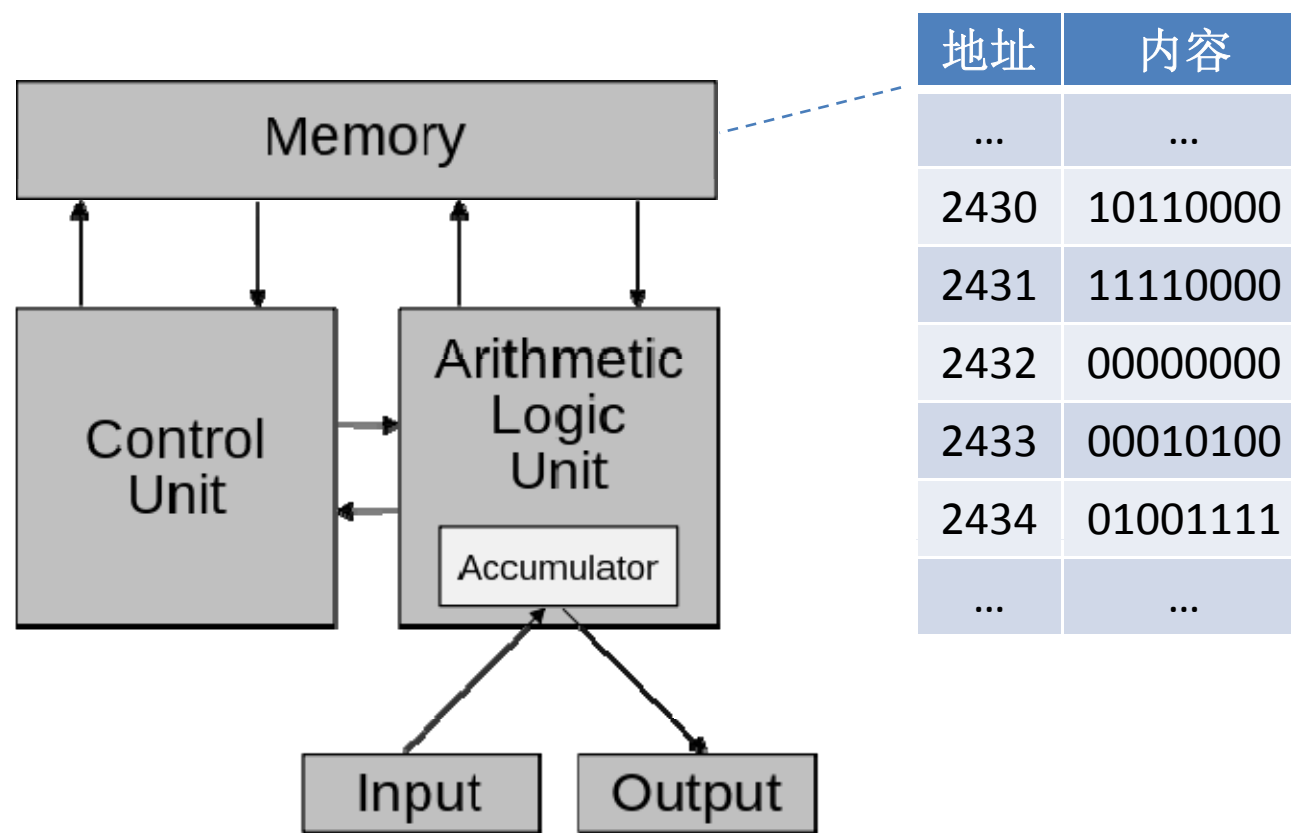 Memory
Control
Unit
Arithmetic
Logic
Unit
Accumulator
Input
Output
地址 内容
... ...
2430 10110000
2431 11110000
2432 00000000
2433 00010100
2434 01001111
... ...